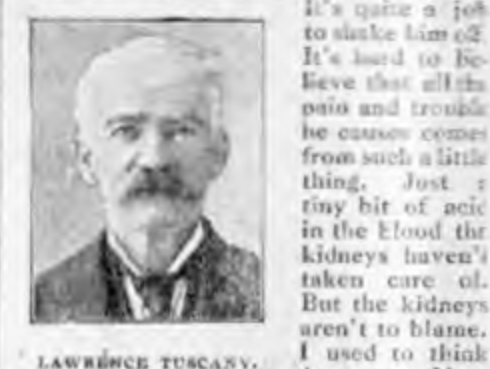 it's quite a job
to shake him off.
It's hard to be-
lieve that all the
pain and trouble
he causes comes
from such a little
thing. Just a
tiny bit of acid
in the blood the
kidneys haven't
taken care of.
But the kidneys
aren't to blame.
I used to think
LAWRENCE TUSCANY.